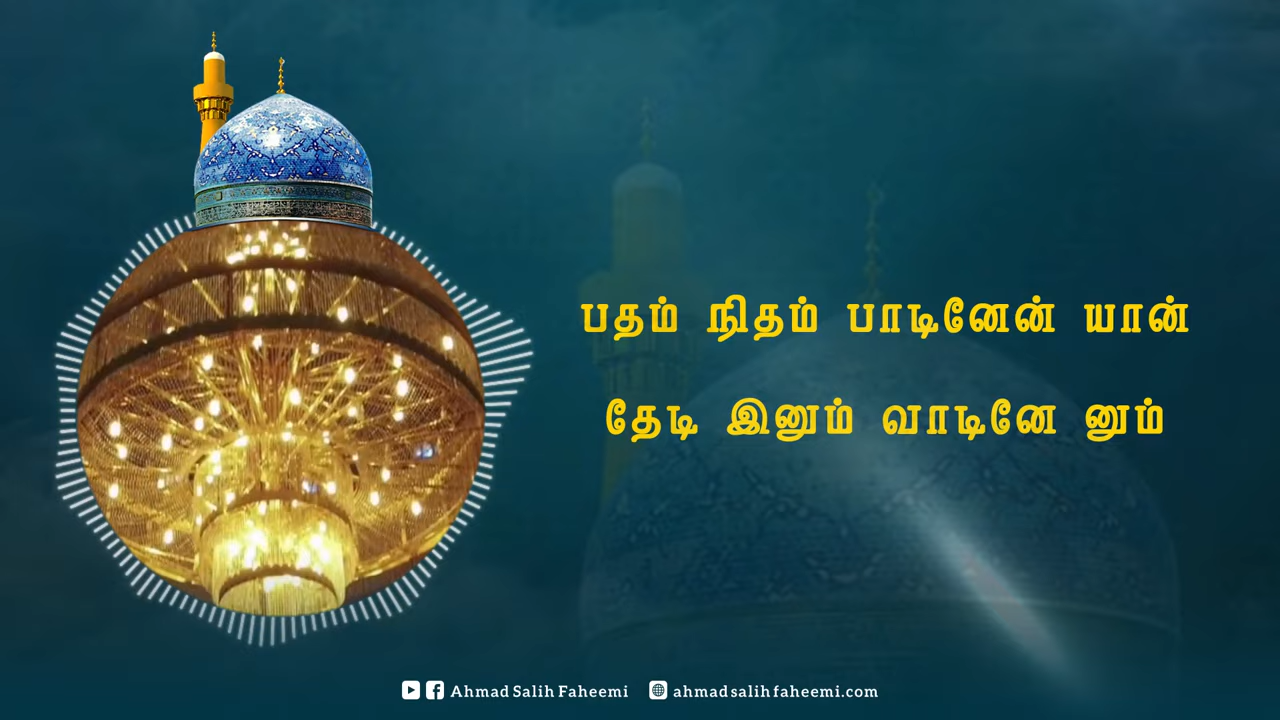 பதம் நிதம் பாடினேன் யான்
தேடி இனும் வாடினே னும்
Ahmad Salih Faheemi ahmadsalihfaheemi.com